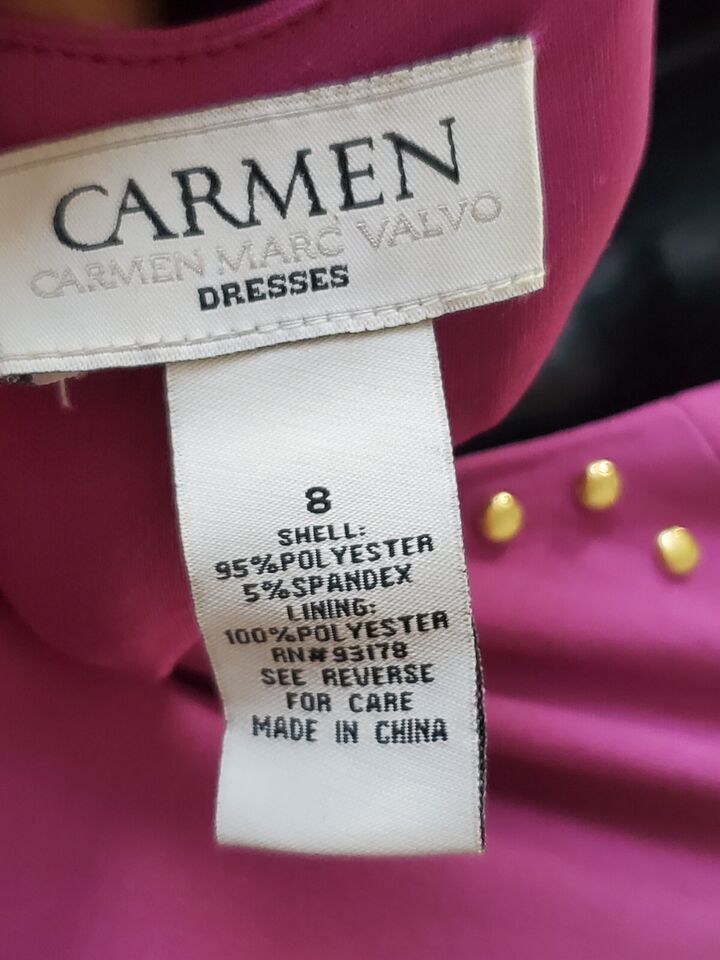 CARMEN
CARMEN MARC VALVO
DRESSES
8
SHELL:
95%POLYESTER
5%SPANDEX
LINING:
100%POLYESTER
RN#93178
SEE REVERSE
FOR CARE
MADE IN CHINA